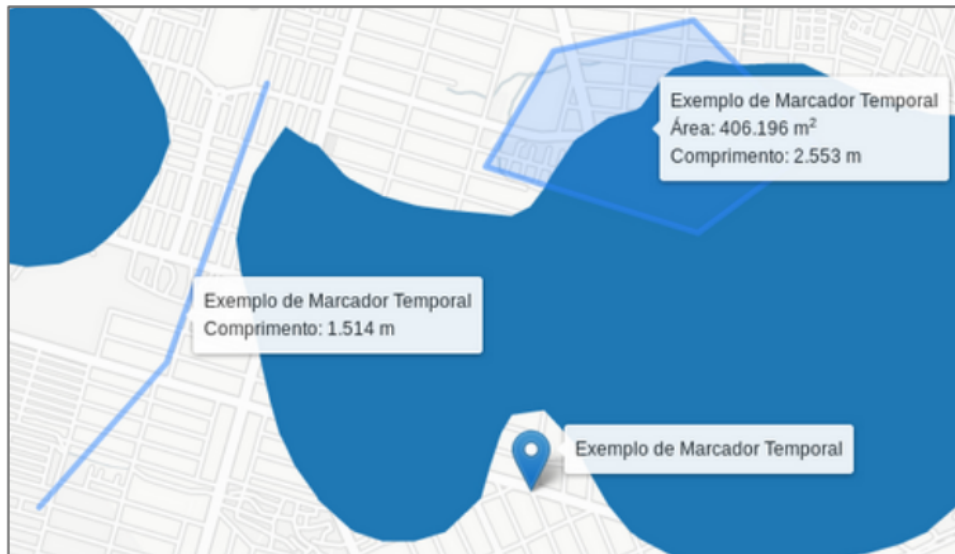 Exemplo de Marcador Temporal
Área: 406.196 m²
Comprimento: 2.553 m
Exemplo de Marcador Temporal
Comprimento: 1.514 m
Exemplo de Marcador Temporal